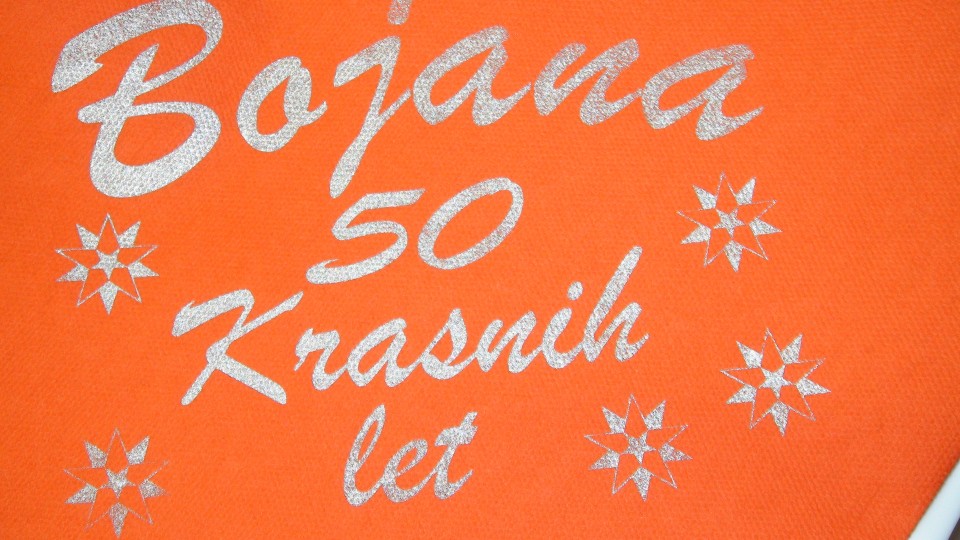 Bojana
50
Krasnih
let